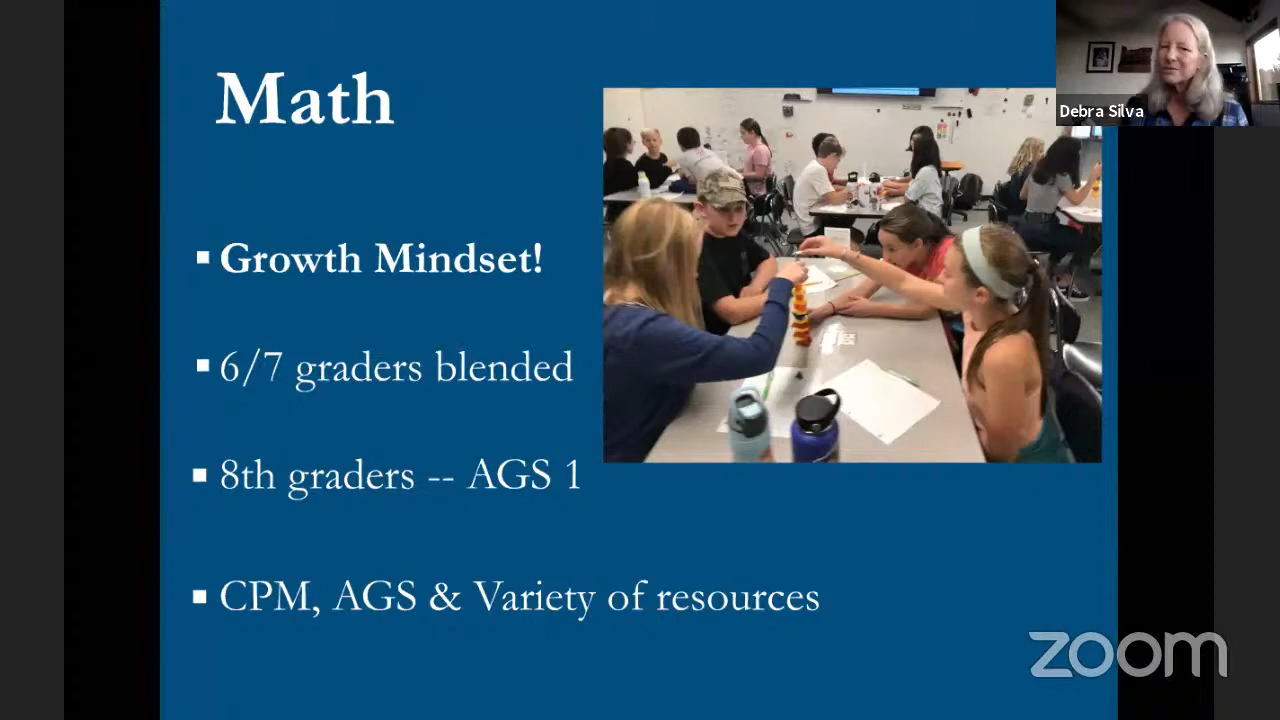 Math
Debra Silva
Growth Mindset!
6/7 graders blended
8th graders -- AGS 1
CPM, AGS & Variety of resources
zoom